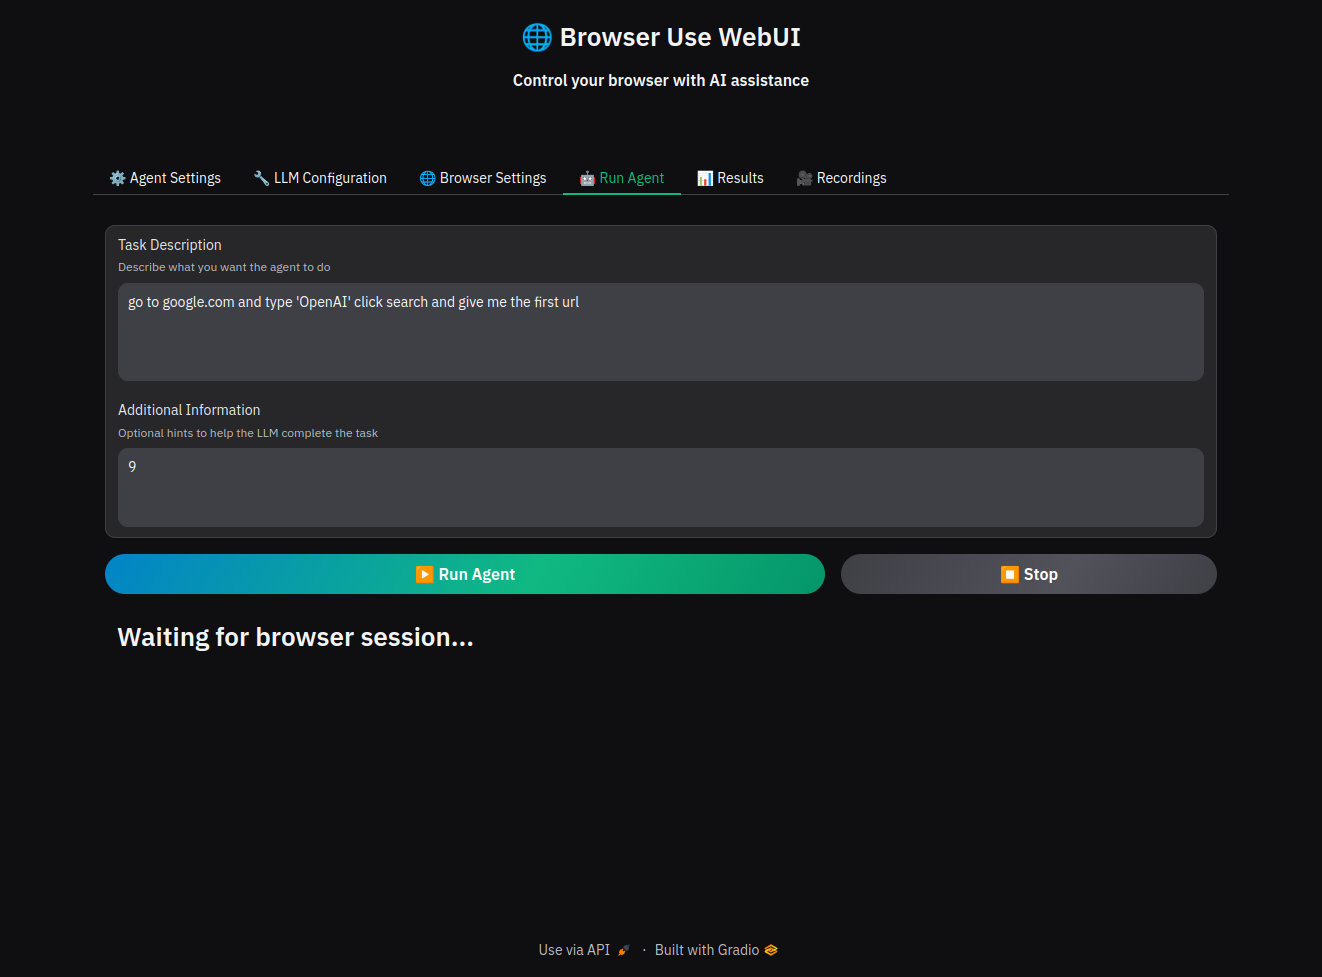 Browser Use WebUI
Control your browser with AI assistance
Agent Settings LLM Configuration Browser Settings Run Agent Results Recordings
Task Description
Describe what you want the agent to do
go to google.com and type 'OpenAI' click search and give me the first url
Additional Information
Optional hints to help the LLM complete the task
9
Run Agent Stop
Waiting for browser session...
Use via API · Built with Gradio